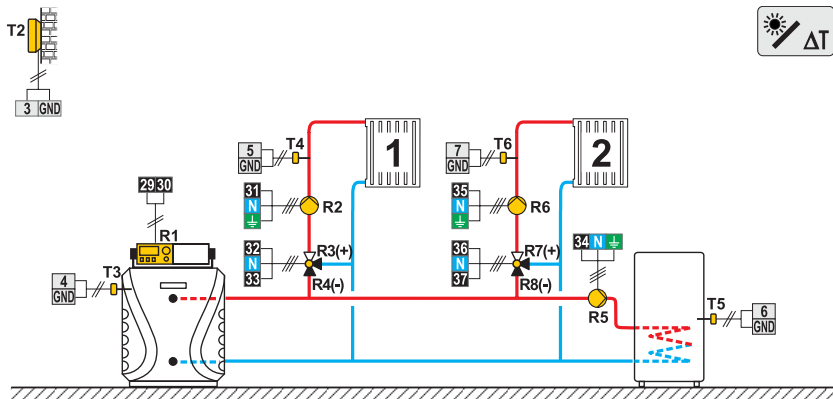 T2
ΔT
3 GND
5
GND
T4
1
7
GND
T6
2
29 30
31
N
R2
35
N
R6
R1
32
N
33
R3(+)
R4(-)
36
N
37
R7(+)
R8(-)
34 N
4
GND
T3
R5
T5
6
GND